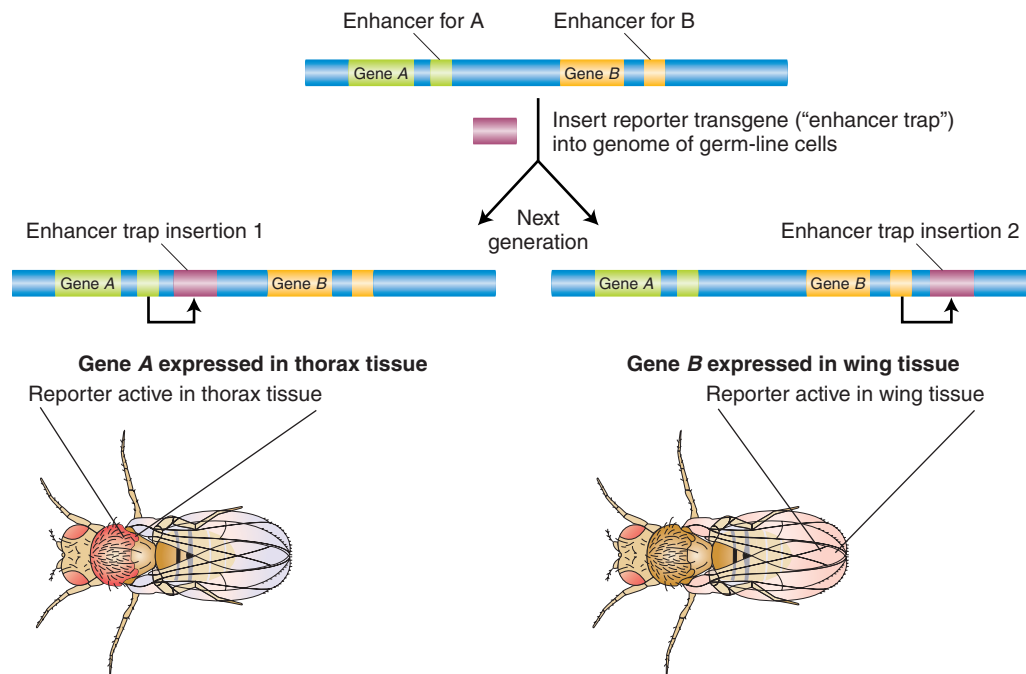 Enhancer for A
Enhancer for B
Gene A
Gene B
Insert reporter transgene (“enhancer trap”)
into genome of germ-line cells
Next
generation
Enhancer trap insertion 1
Enhancer trap insertion 2
Gene A
Gene B
Gene A
Gene B
Gene A expressed in thorax tissue
Reporter active in thorax tissue
Gene B expressed in wing tissue
Reporter active in wing tissue